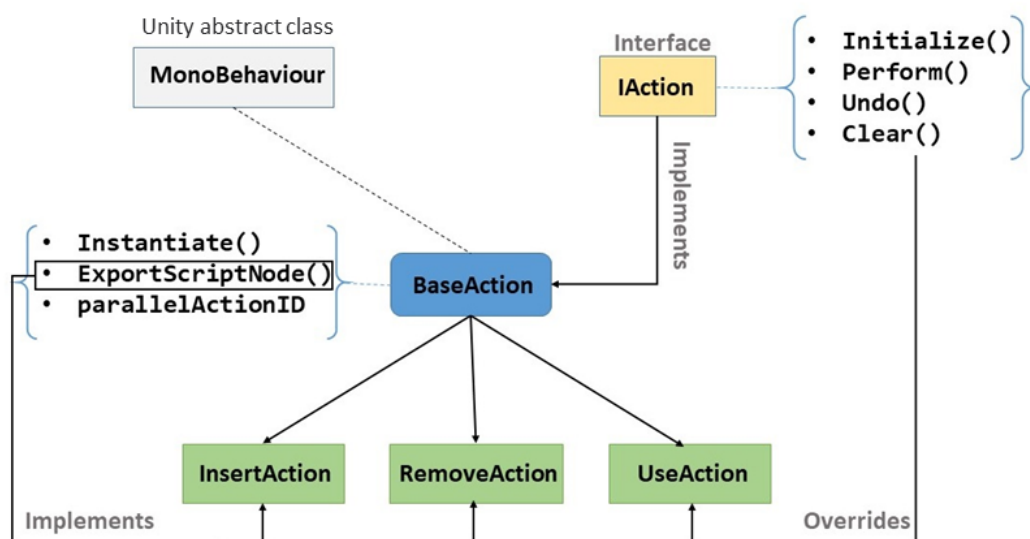 Unity abstract class
MonoBehaviour
Interface
IAction
• Initialize()
• Perform()
• Undo()
• Clear()
Implements
• Instantiate()
• ExportScriptNode()
• parallelActionID
BaseAction
InsertAction
RemoveAction
UseAction
Implements
Overrides